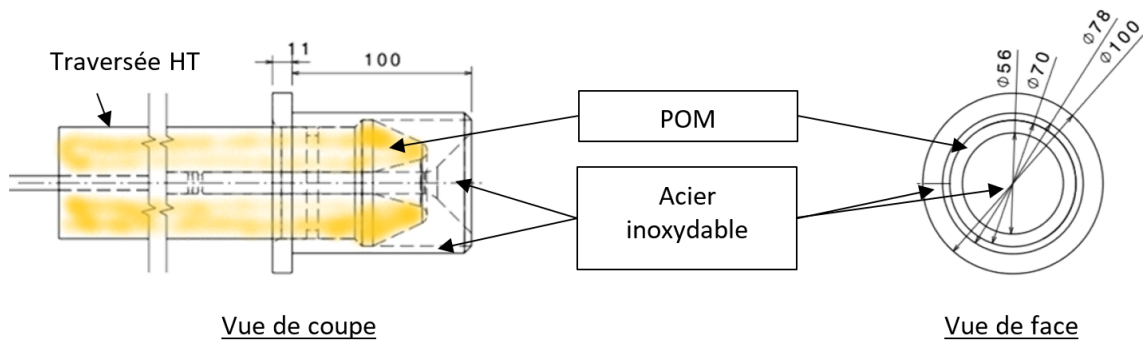 Traversée HT
11
100
POM
Acier
inoxydable
Φ56
Φ70
Φ78
Φ100
Vue de coupe
Vue de face